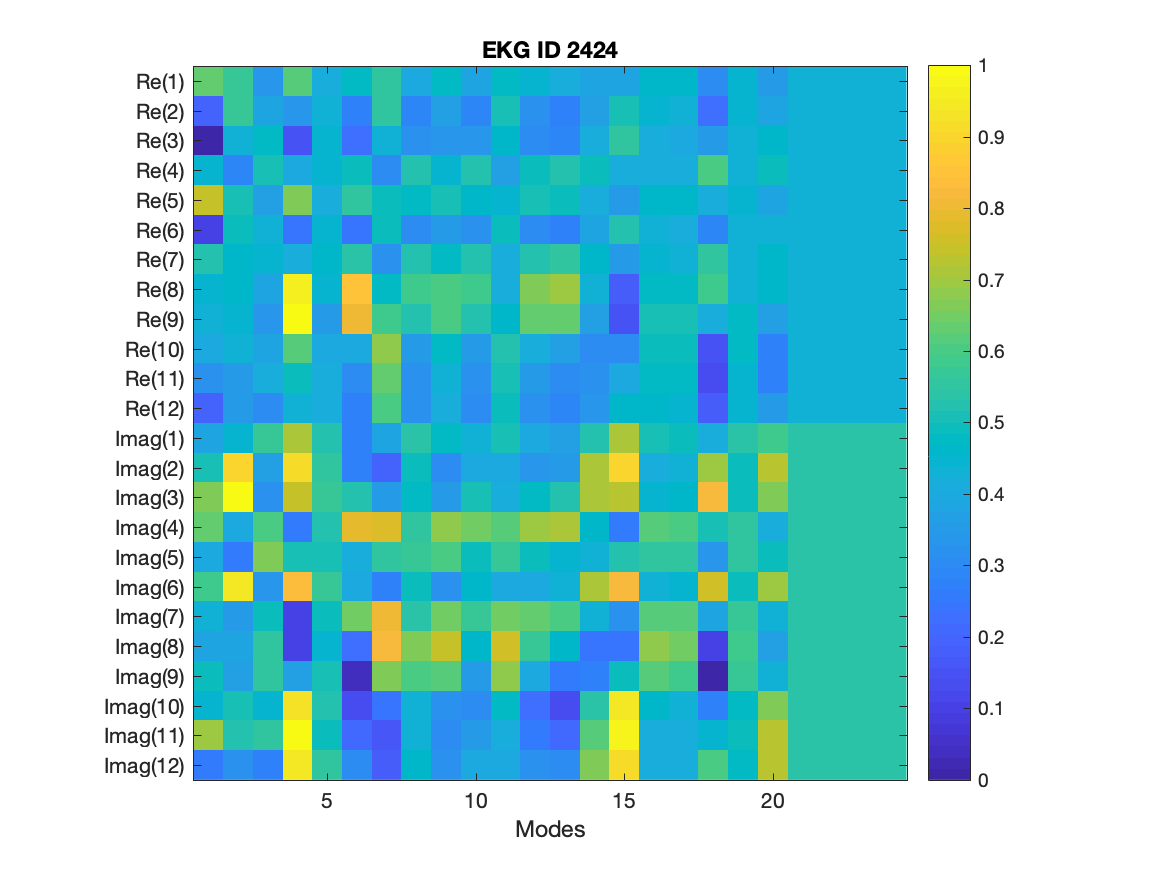 EKG ID 2424
Re(1)
Re(2)
Re(3)
Re(4)
Re(5)
Re(6)
Re(7)
Re(8)
Re(9)
Re(10)
Re(11)
Re(12)
Imag(1)
Imag(2)
Imag(3)
Imag(4)
Imag(5)
Imag(6)
Imag(7)
Imag(8)
Imag(9)
Imag(10)
Imag(11)
Imag(12)
5 10 15 20
Modes
1
0.9
0.8
0.7
0.6
0.5
0.4
0.3
0.2
0.1
0